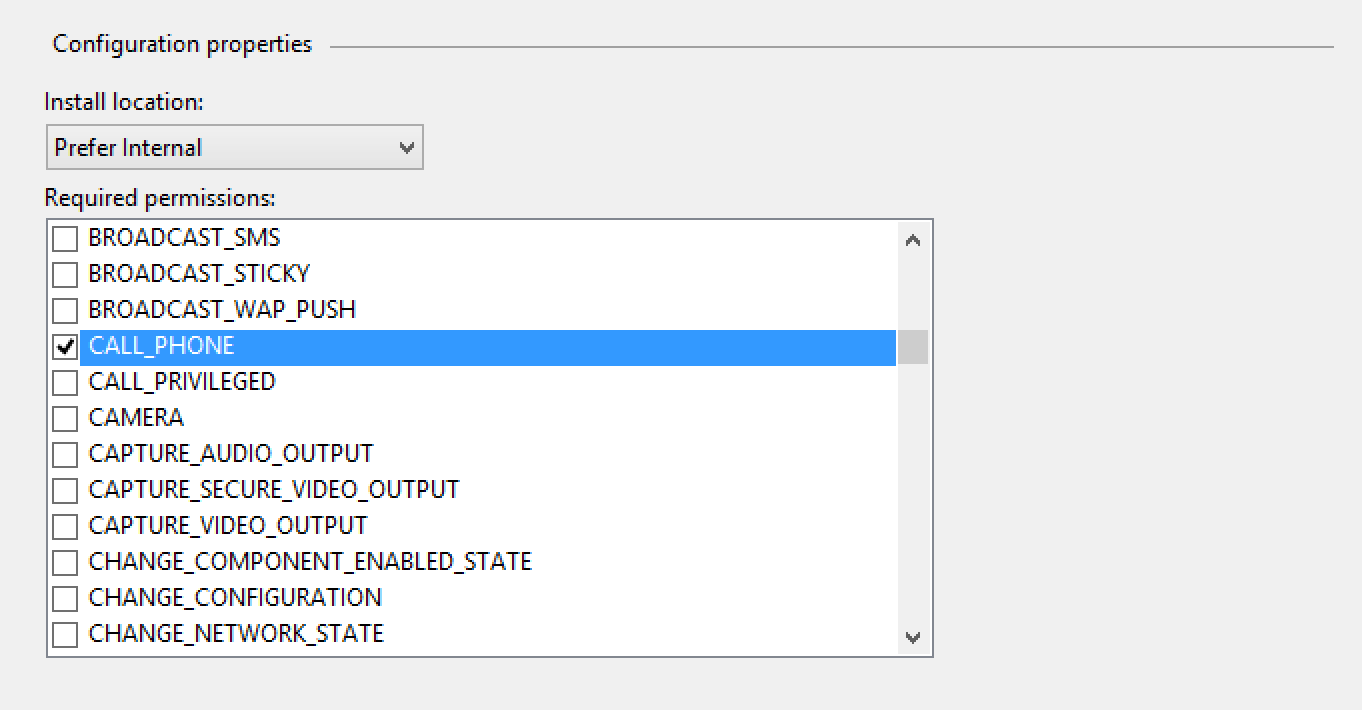 Configuration properties
Install location:
Prefer Internal
Required permissions:
BROADCAST_SMS
BROADCAST_STICKY
BROADCAST_WAP_PUSH
CALL_PHONE
CALL_PRIVILEGED
CAMERA
CAPTURE_AUDIO_OUTPUT
CAPTURE_SECURE_VIDEO_OUTPUT
CAPTURE_VIDEO_OUTPUT
CHANGE_COMPONENT_ENABLED_STATE
CHANGE_CONFIGURATION
CHANGE_NETWORK_STATE